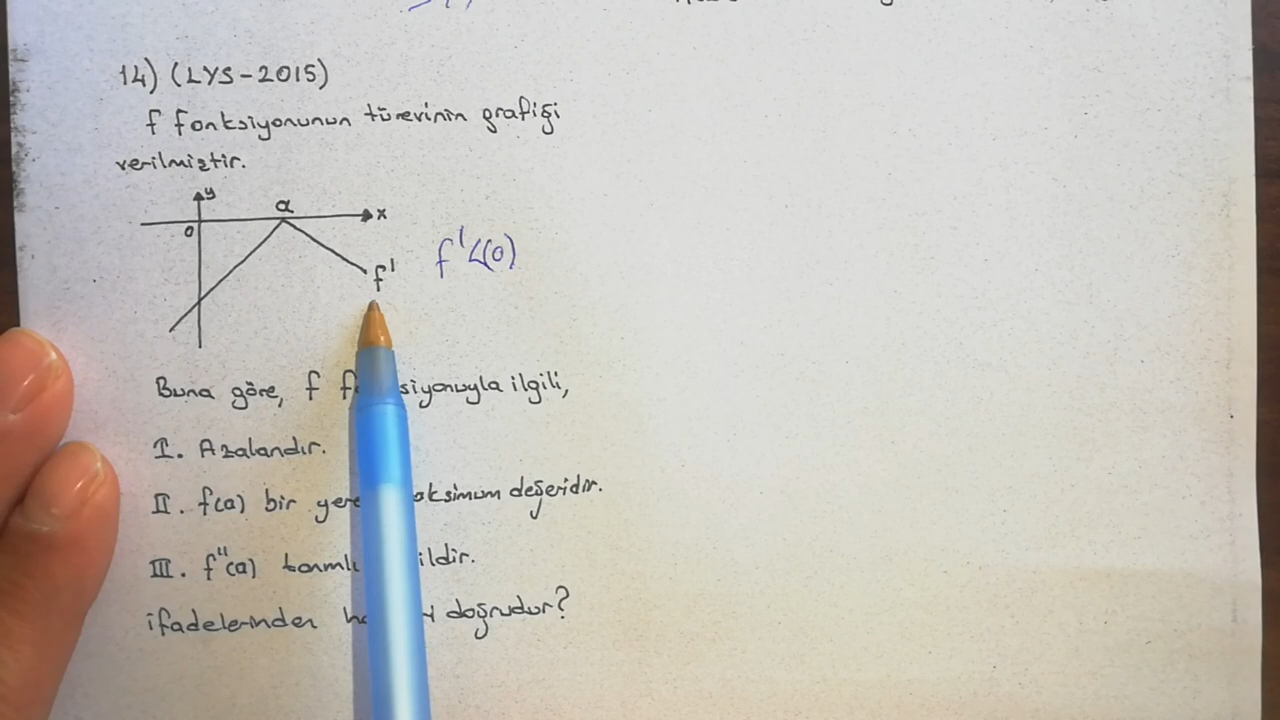 14) (LYS-2015)
f fonksiyonunun türevinin grafiği
verilmiştir.
y
a
x
0
f'
f'<(0)
Buna göre, f siyonuyla ilgili,
I. Azalandır.
II. f(a) bir değeridir.
III. f''(a) ildir.
ifadelerinden doğrudur?